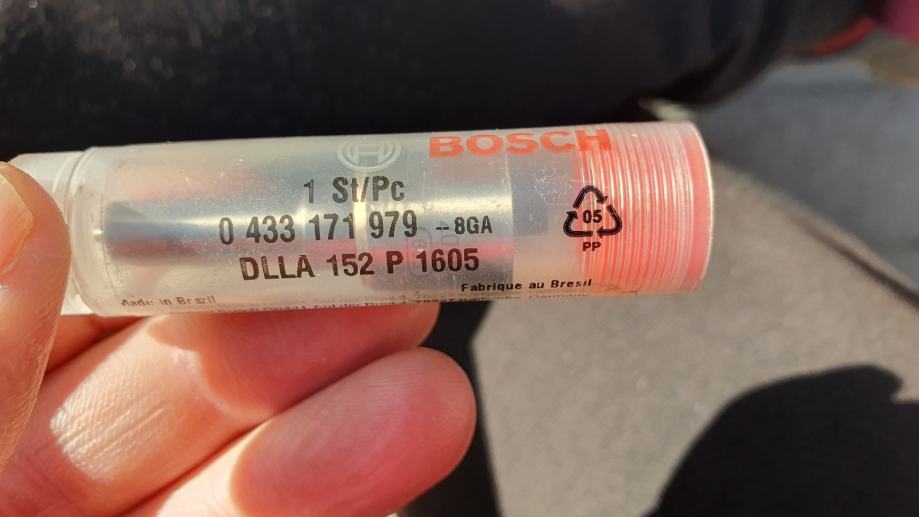 BOSCH
1 St/Pc
0 433 171 979 --8GA
DLLA 152 P 1605
05
PP
Fabrique au Bresil
Made in Brazil